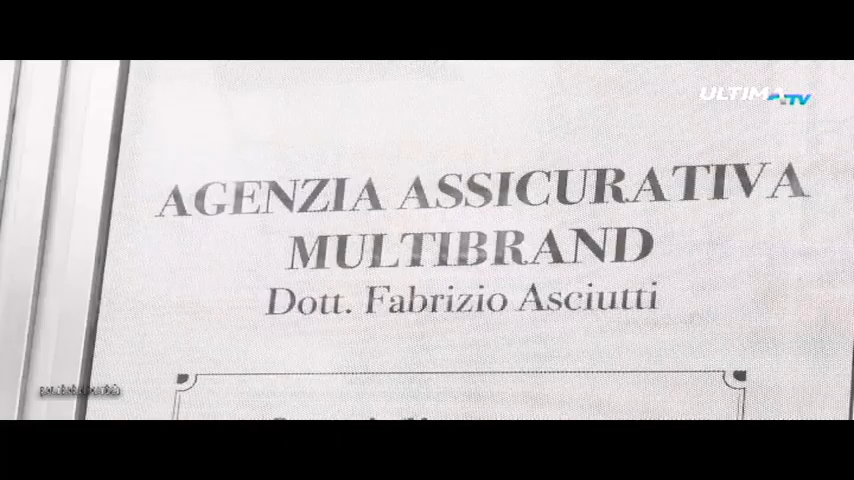 ULTIMA TV
AGENZIA ASSICURATIVA
MULTIBRAND
Dott. Fabrizio Asciutti